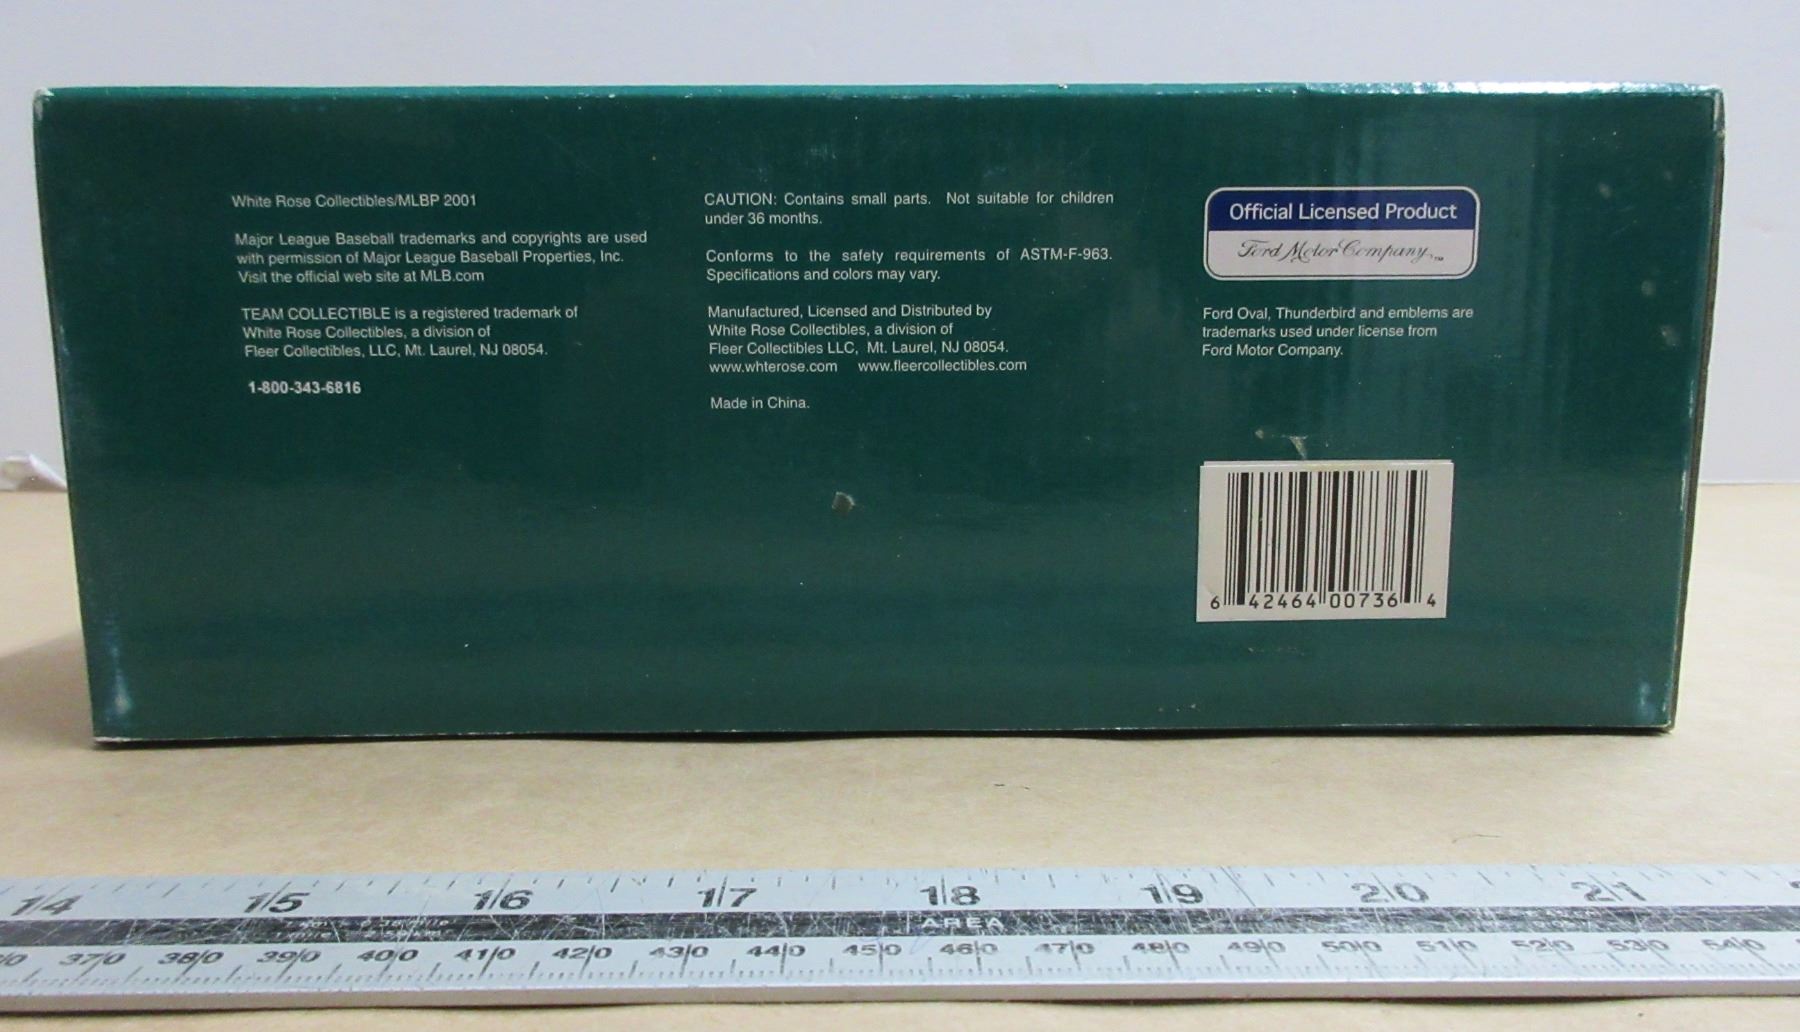 White Rose Collectibles/MLBP 2001
Major League Baseball trademarks and copyrights are used
with permission of Major League Baseball Properties, Inc.
Visit the official web site at MLB.com
TEAM COLLECTIBLE is a registered trademark of
White Rose Collectibles, a division of
Fleer Collectibles, LLC, Mt. Laurel, NJ 08054.
1-800-343-6816
CAUTION: Contains small parts. Not suitable for children
under 36 months.
Conforms to the safety requirements of ASTM-F-963.
Specifications and colors may vary.
Manufactured, Licensed and Distributed by
White Rose Collectibles, a division of
Fleer Collectibles LLC, Mt. Laurel, NJ 08054.
www.whterose.com www.fleercollectibles.com
Made in China.
Official Licensed Product
Ford Motor Company™
Ford Oval, Thunderbird and emblems are
trademarks used under license from
Ford Motor Company.
6 42464 00736 4
14 15 16 17 18 19 20 21
AREA
370 380 390 400 410 420 430 440 450 460 470 480 490 500 510 520 530 540